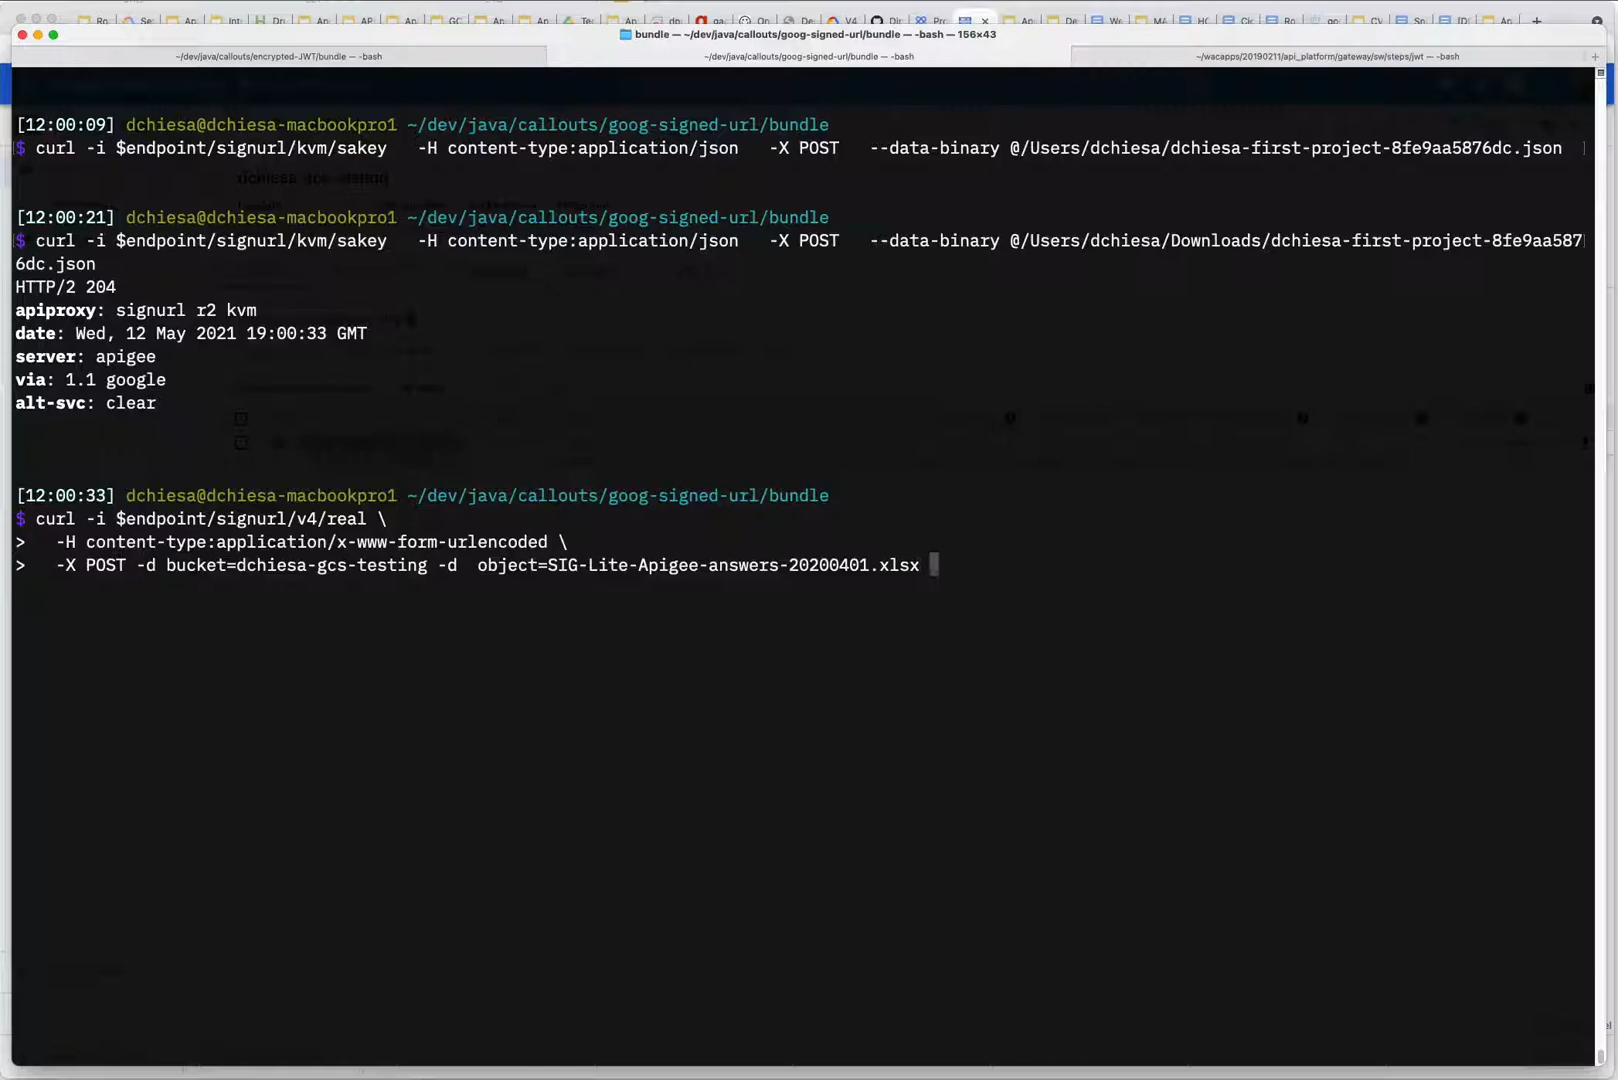 bundle — ~/dev/java/callouts/goog-signed-url/bundle — -bash — 156×43
~/dev/java/callouts/encrypted-JWT/bundle — -bash
~/dev/java/callouts/goog-signed-url/bundle — -bash
~/wacapps/20190211/api_platform/gateway/sw/steps/jwt — -bash
[12:00:09] dchiesa@dchiesa-macbookpro1 ~/dev/java/callouts/goog-signed-url/bundle
$ curl -i $endpoint/signurl/kvm/sakey   -H content-type:application/json   -X POST   --data-binary @/Users/dchiesa/dchiesa-first-project-8fe9aa5876dc.json
[12:00:21] dchiesa@dchiesa-macbookpro1 ~/dev/java/callouts/goog-signed-url/bundle
$ curl -i $endpoint/signurl/kvm/sakey   -H content-type:application/json   -X POST   --data-binary @/Users/dchiesa/Downloads/dchiesa-first-project-8fe9aa587
6dc.json
HTTP/2 204
apiproxy: signurl r2 kvm
date: Wed, 12 May 2021 19:00:33 GMT
server: apigee
via: 1.1 google
alt-svc: clear
[12:00:33] dchiesa@dchiesa-macbookpro1 ~/dev/java/callouts/goog-signed-url/bundle
$ curl -i $endpoint/signurl/v4/real \
>   -H content-type:application/x-www-form-urlencoded \
>   -X POST -d bucket=dchiesa-gcs-testing -d  object=SIG-Lite-Apigee-answers-20200401.xlsx